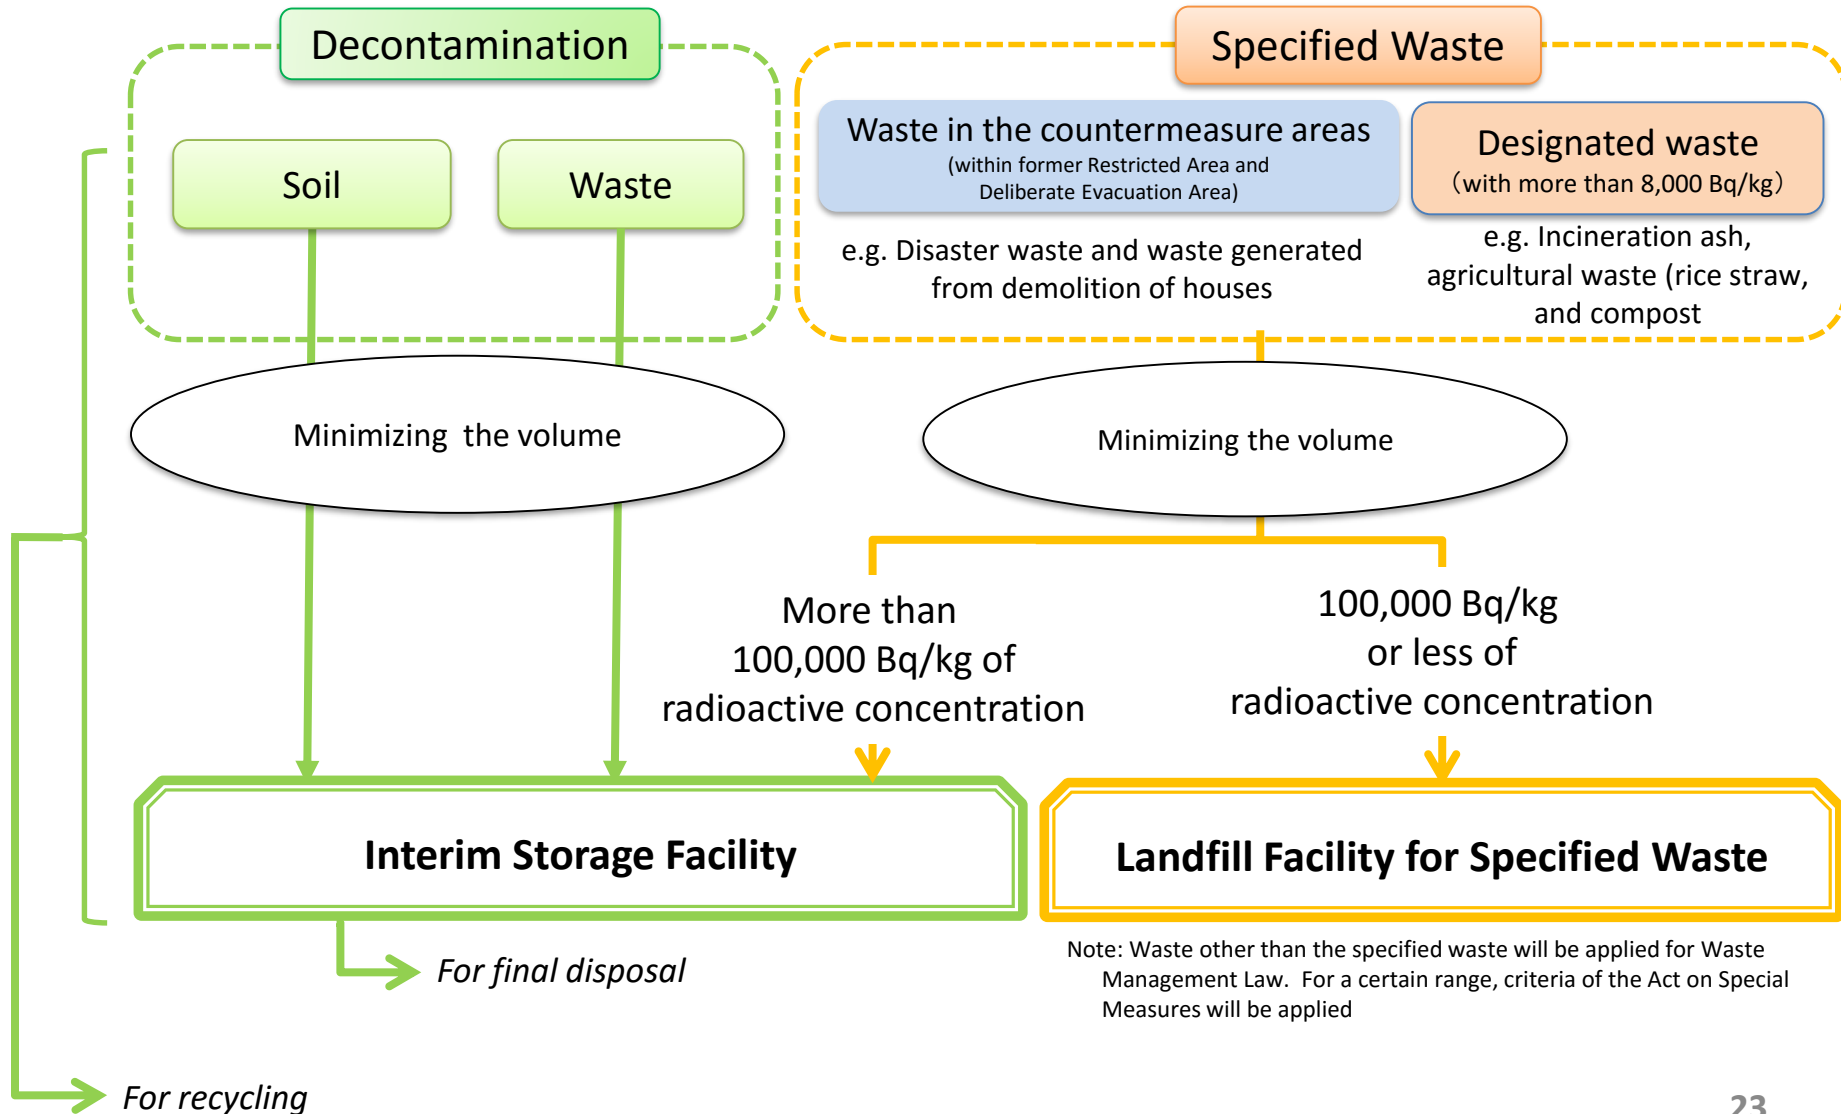 Decontamination
Specified Waste
Soil
Waste
Waste in the countermeasure areas
(within former Restricted Area and
Deliberate Evacuation Area)
e.g. Disaster waste and waste generated
from demolition of houses
Designated waste
（with more than 8,000 Bq/kg）
e.g. Incineration ash,
agricultural waste (rice straw,
and compost
Minimizing the volume
Minimizing the volume
More than
100,000 Bq/kg of
radioactive concentration
100,000 Bq/kg
or less of
radioactive concentration
Interim Storage Facility
Landfill Facility for Specified Waste
For final disposal
Note: Waste other than the specified waste will be applied for Waste
Management Law. For a certain range, criteria of the Act on Special
Measures will be applied
For recycling
23